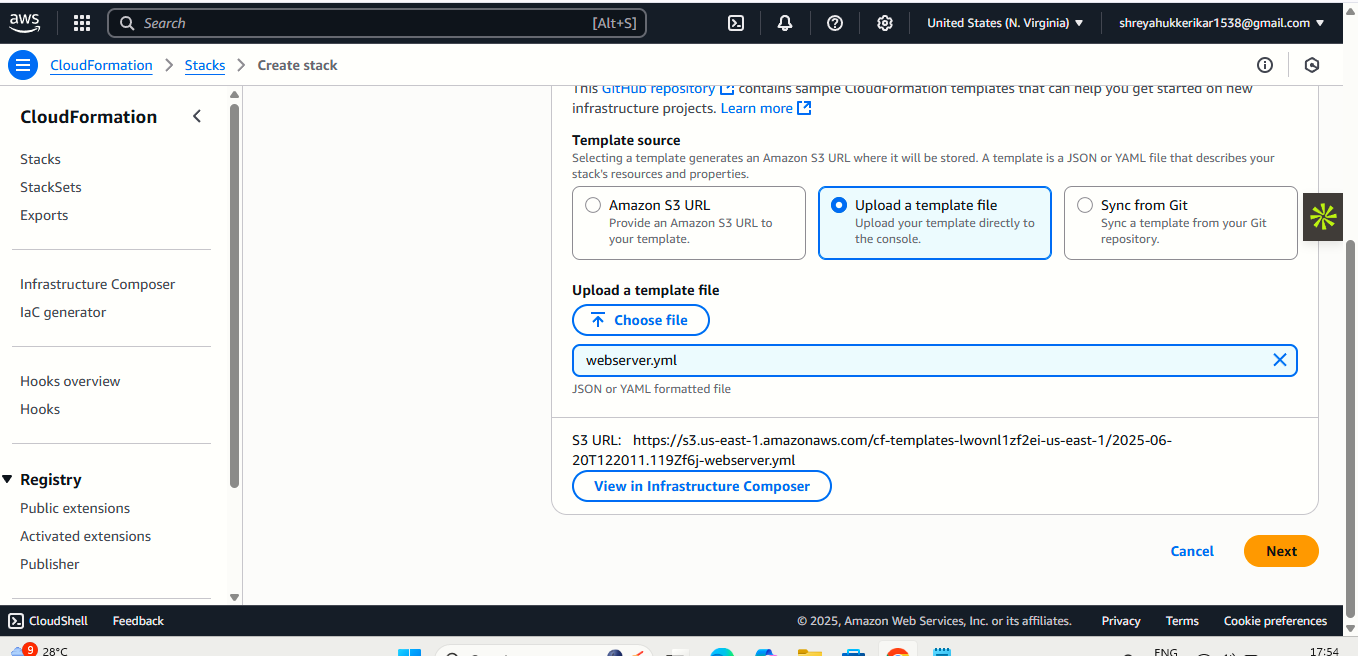 aws
Search
[Alt+S]
United States (N. Virginia)
shreyahukkerikar1538@gmail.com
CloudFormation
Stacks
Create stack
CloudFormation
Stacks
StackSets
Exports
Infrastructure Composer
IaC generator
Hooks overview
Hooks
Registry
Public extensions
Activated extensions
Publisher
This GitHub repository contains sample CloudFormation templates that can help you get started on new
infrastructure projects. Learn more
Template source
Selecting a template generates an Amazon S3 URL where it will be stored. A template is a JSON or YAML file that describes your
stack's resources and properties.
Amazon S3 URL
Provide an Amazon S3 URL to
your template.
Upload a template file
Upload your template directly to
the console.
Sync from Git
Sync a template from your Git
repository.
Upload a template file
Choose file
webserver.yml
JSON or YAML formatted file
S3 URL: https://s3.us-east-1.amazonaws.com/cf-templates-lwovnl1zf2ei-us-east-1/2025-06-
20T122011.119Zf6j-webserver.yml
View in Infrastructure Composer
Cancel
Next
CloudShell
Feedback
© 2025, Amazon Web Services, Inc. or its affiliates.
Privacy
Terms
Cookie preferences
9
28°C
ENG
17:54